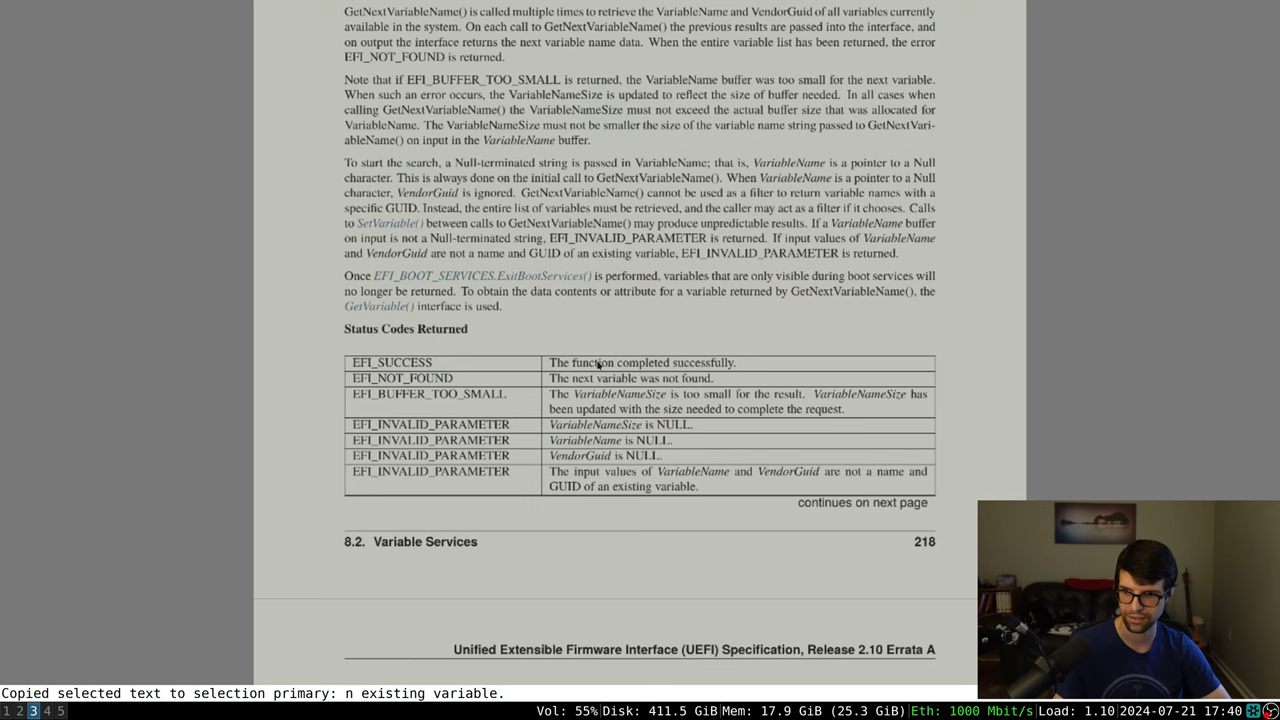 GetNextVariableName() is called multiple times to retrieve the VariableName and VendorGuid of all variables currently
available in the system. On each call to GetNextVariableName() the previous results are passed into the interface, and
on output the interface returns the next variable name data. When the entire variable list has been returned, the error
EFI_NOT_FOUND is returned.
Note that if EFI_BUFFER_TOO_SMALL is returned, the VariableName buffer was too small for the next variable.
When such an error occurs, the VariableNameSize is updated to reflect the size of buffer needed. In all cases when
calling GetNextVariableName() the VariableNameSize must not exceed the actual buffer size that was allocated for
VariableName. The VariableNameSize must not be smaller the size of the variable name string passed to GetNextVari-
ableName() on input in the VariableName buffer.
To start the search, a Null-terminated string is passed in VariableName; that is, VariableName is a pointer to a Null
character. This is always done on the initial call to GetNextVariableName(). When VariableName is a pointer to a Null
character, VendorGuid is ignored. GetNextVariableName() cannot be used as a filter to return variable names with a
specific GUID. Instead, the entire list of variables must be retrieved, and the caller may act as a filter if it chooses. Calls
to SetVariable() between calls to GetNextVariableName() may produce unpredictable results. If a VariableName buffer
on input is not a Null-terminated string, EFI_INVALID_PARAMETER is returned. If input values of VariableName
and VendorGuid are not a name and GUID of an existing variable, EFI_INVALID_PARAMETER is returned.
Once EFI_BOOT_SERVICES.ExitBootServices() is performed, variables that are only visible during boot services will
no longer be returned. To obtain the data contents or attribute for a variable returned by GetNextVariableName(), the
GetVariable() interface is used.
Status Codes Returned
EFI_SUCCESS The function completed successfully.
EFI_NOT_FOUND The next variable was not found.
EFI_BUFFER_TOO_SMALL The VariableNameSize is too small for the result. VariableNameSize has
been updated with the size needed to complete the request.
EFI_INVALID_PARAMETER VariableNameSize is NULL.
EFI_INVALID_PARAMETER VariableName is NULL.
EFI_INVALID_PARAMETER VendorGuid is NULL.
EFI_INVALID_PARAMETER The input values of VariableName and VendorGuid are not a name and
GUID of an existing variable.
continues on next page
8.2. Variable Services 218
Unified Extensible Firmware Interface (UEFI) Specification, Release 2.10 Errata A
Copied selected text to selection primary: n existing variable.
1 2 3 4 5 Vol: 55% Disk: 411.5 GiB Mem: 17.9 GiB (25.3 GiB) Eth: 1000 Mbit/s Load: 1.10 2024-07-21 17:40